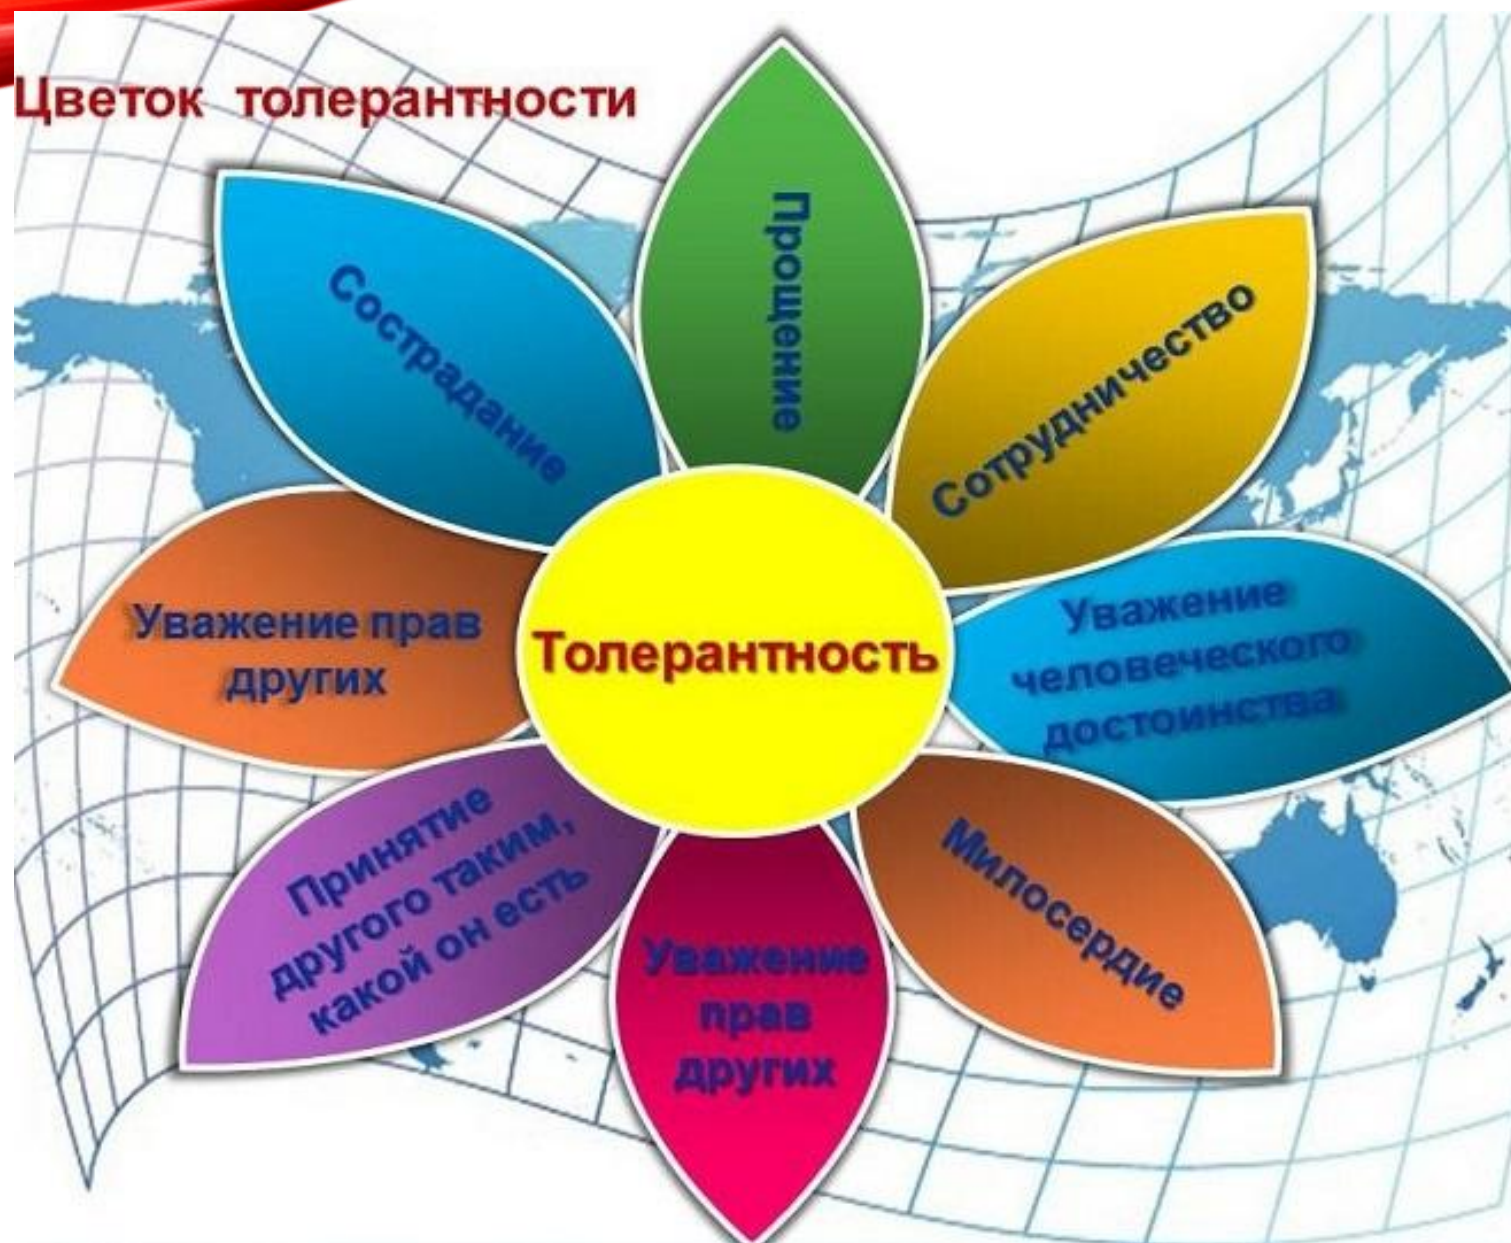 Цветок толерантности
Прощение
Сострадание
Сотрудничество
Уважение прав
других
Толерантность
Уважение
человеческого
достоинства
Принятие
другого таким,
какой он есть
Милосердие
Уважение
прав
других